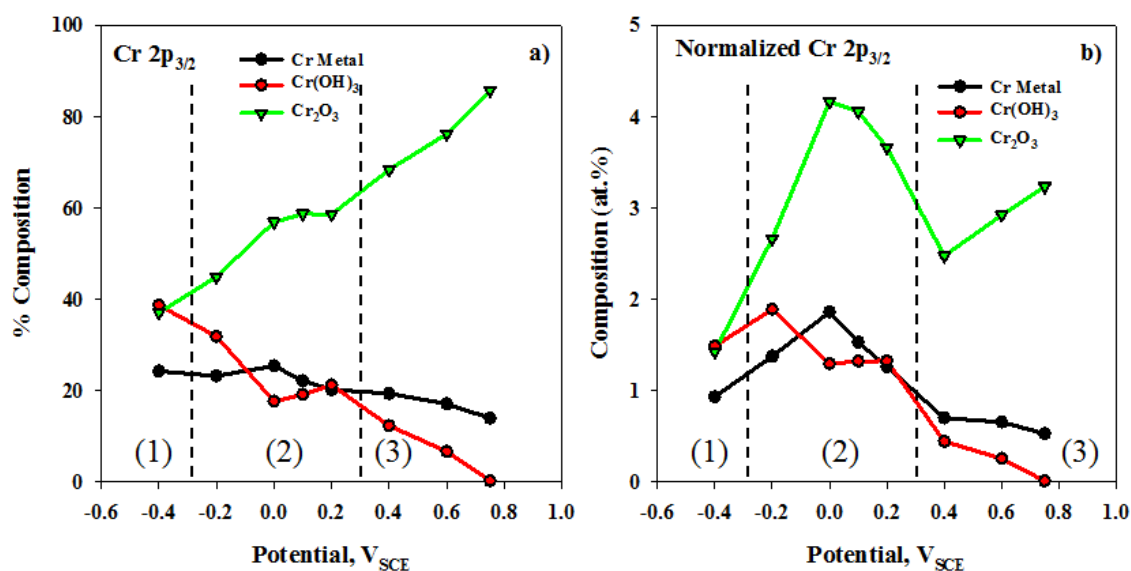 Cr 2p3/2
a)
Cr Metal
Cr(OH)3
Cr2O3
% Composition
100
80
60
40
20
0
(1)
(2)
(3)
-0.6 -0.4 -0.2 0.0 0.2 0.4 0.6 0.8 1.0
Potential, VSCE
Normalized Cr 2p3/2
b)
Cr Metal
Cr(OH)3
Cr2O3
Composition (at.%)
5
4
3
2
1
0
(1)
(2)
(3)
-0.6 -0.4 -0.2 0.0 0.2 0.4 0.6 0.8 1.0
Potential, VSCE